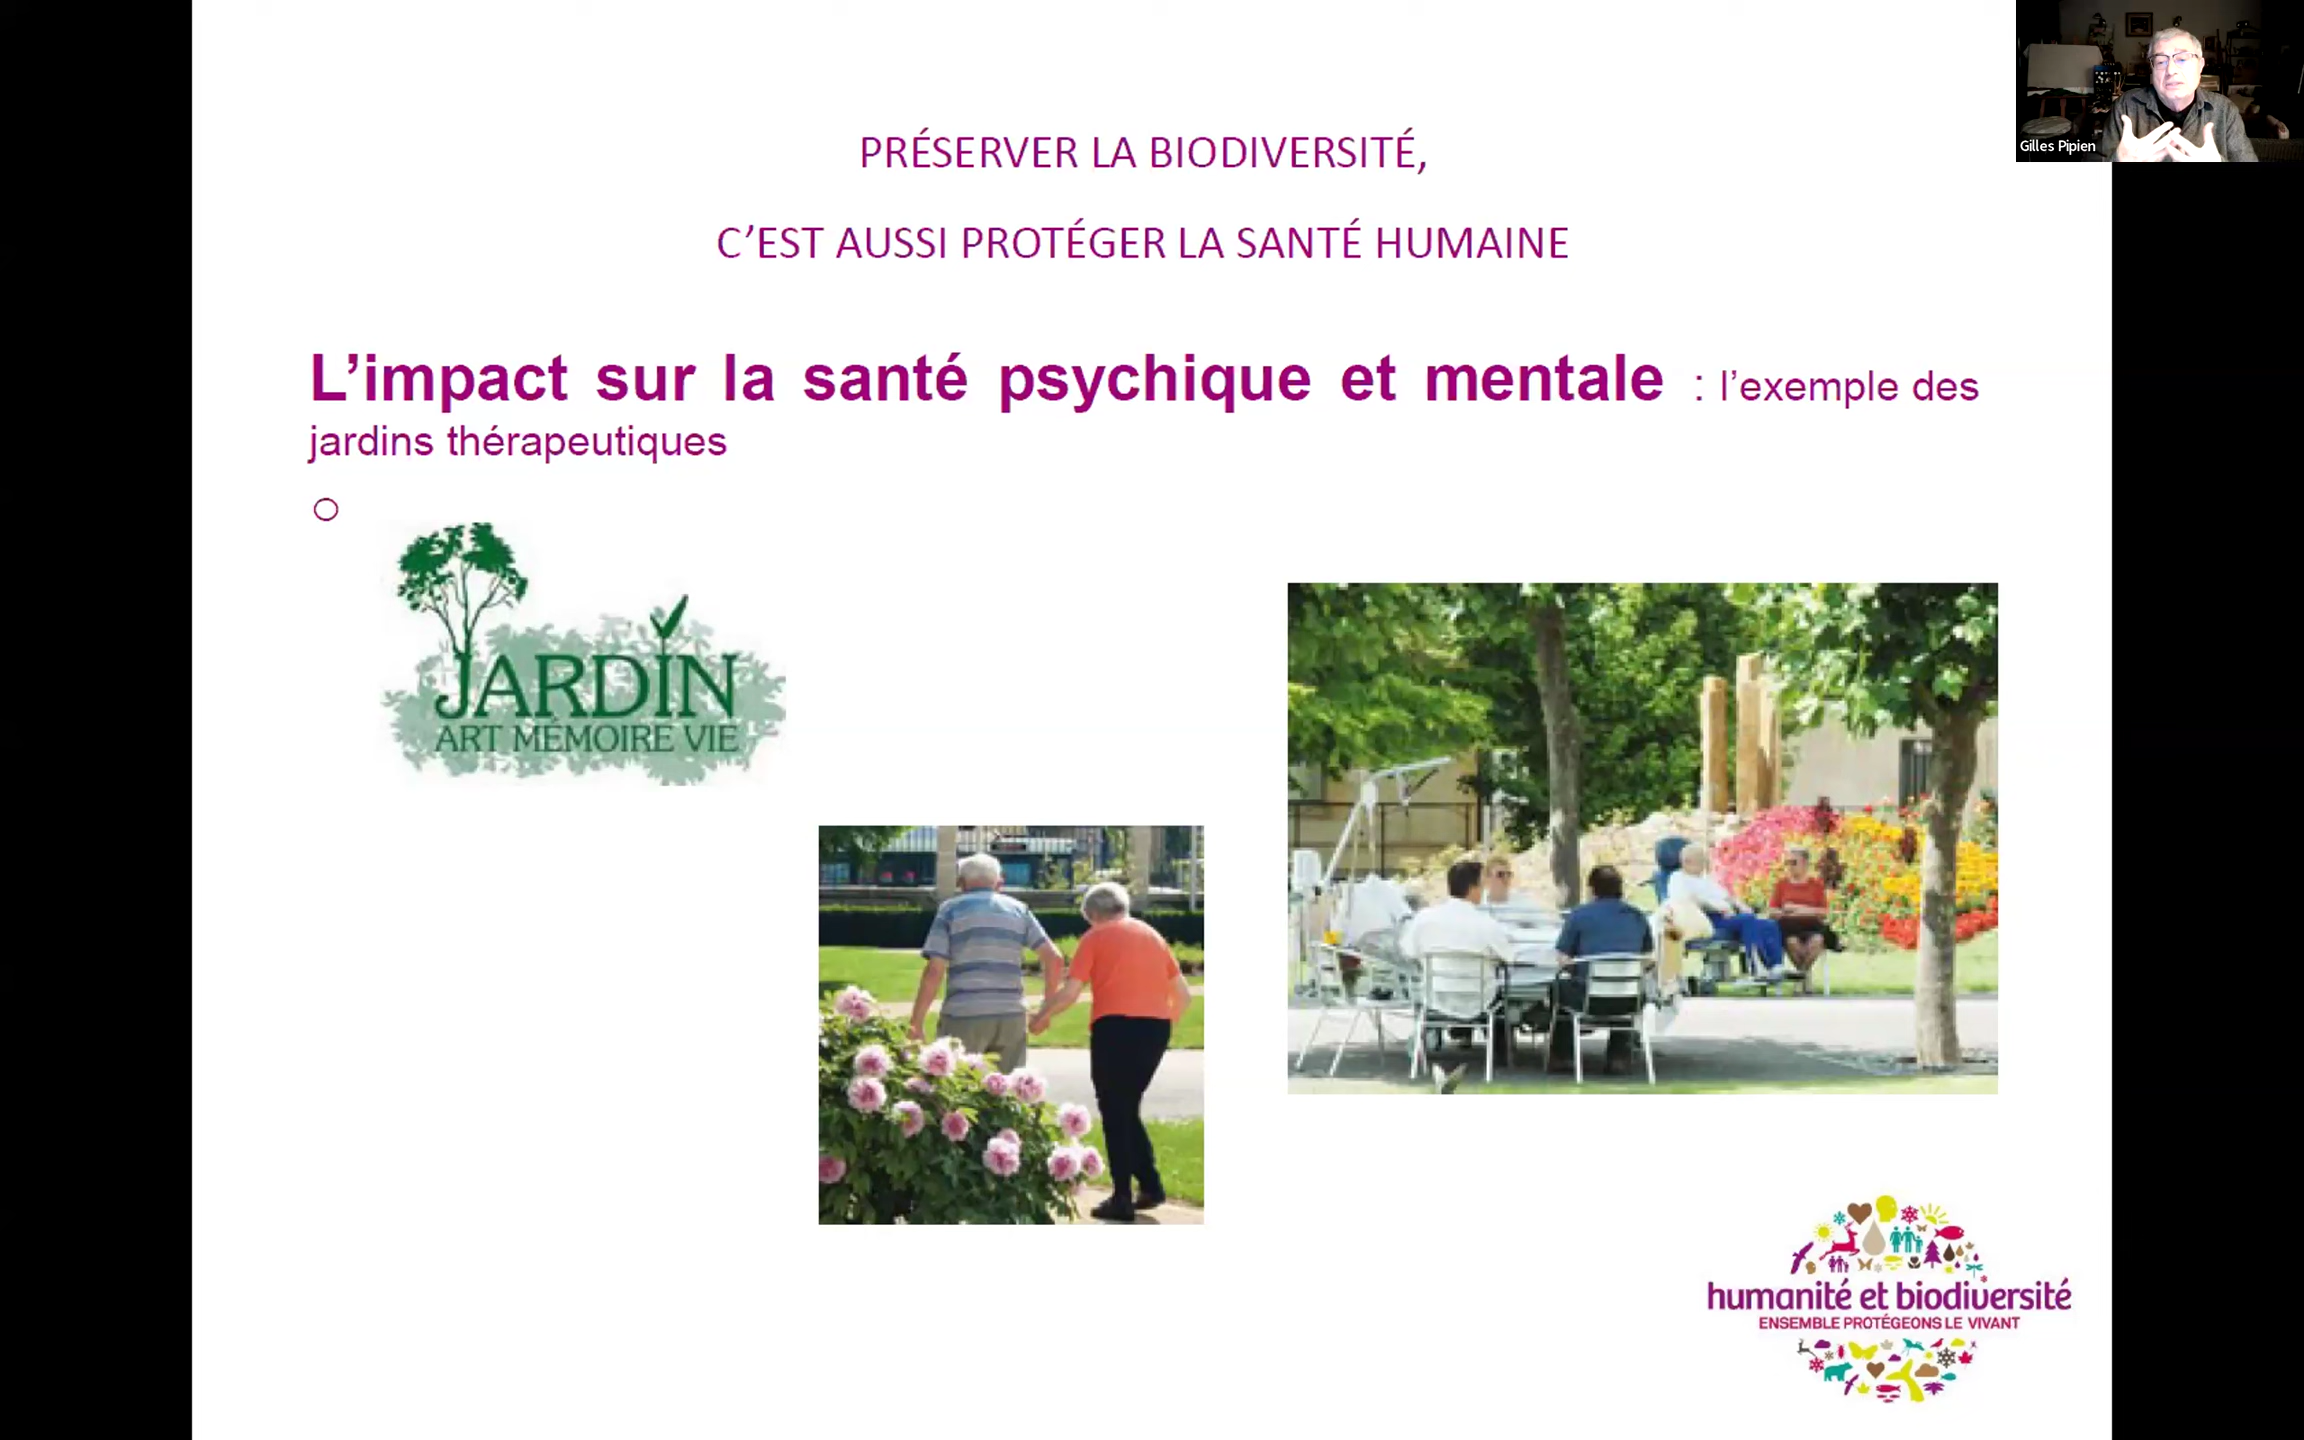 Gilles Pipien
PRÉSERVER LA BIODIVERSITÉ,
C’EST AUSSI PROTÉGER LA SANTÉ HUMAINE
L’impact sur la santé psychique et mentale : l’exemple des
jardins thérapeutiques
JARDIN
ART MÉMOIRE VIE
humanité et biodiversité
ENSEMBLE PROTÉGEONS LE VIVANT